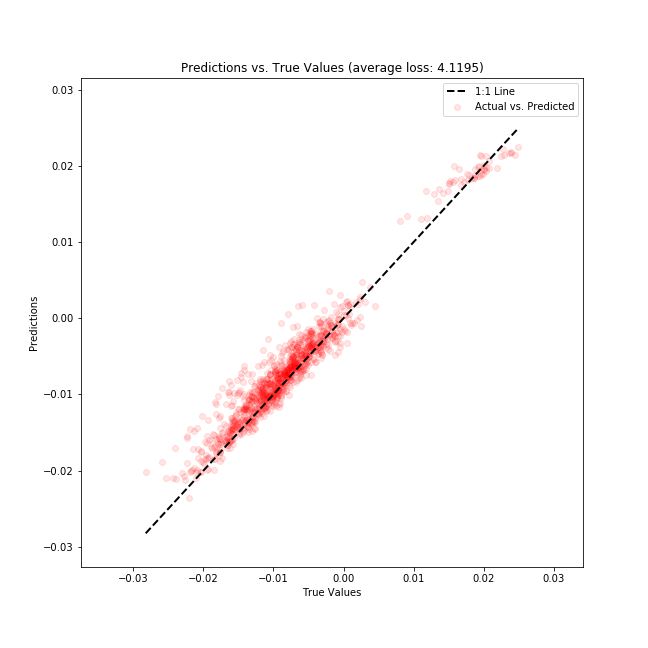 Predictions vs. True Values (average loss: 4.1195)
0.03
1:1 Line
Actual vs. Predicted
0.02
0.01
0.00
−0.01
−0.02
−0.03
Predictions
−0.03 −0.02 −0.01 0.00 0.01 0.02 0.03
True Values